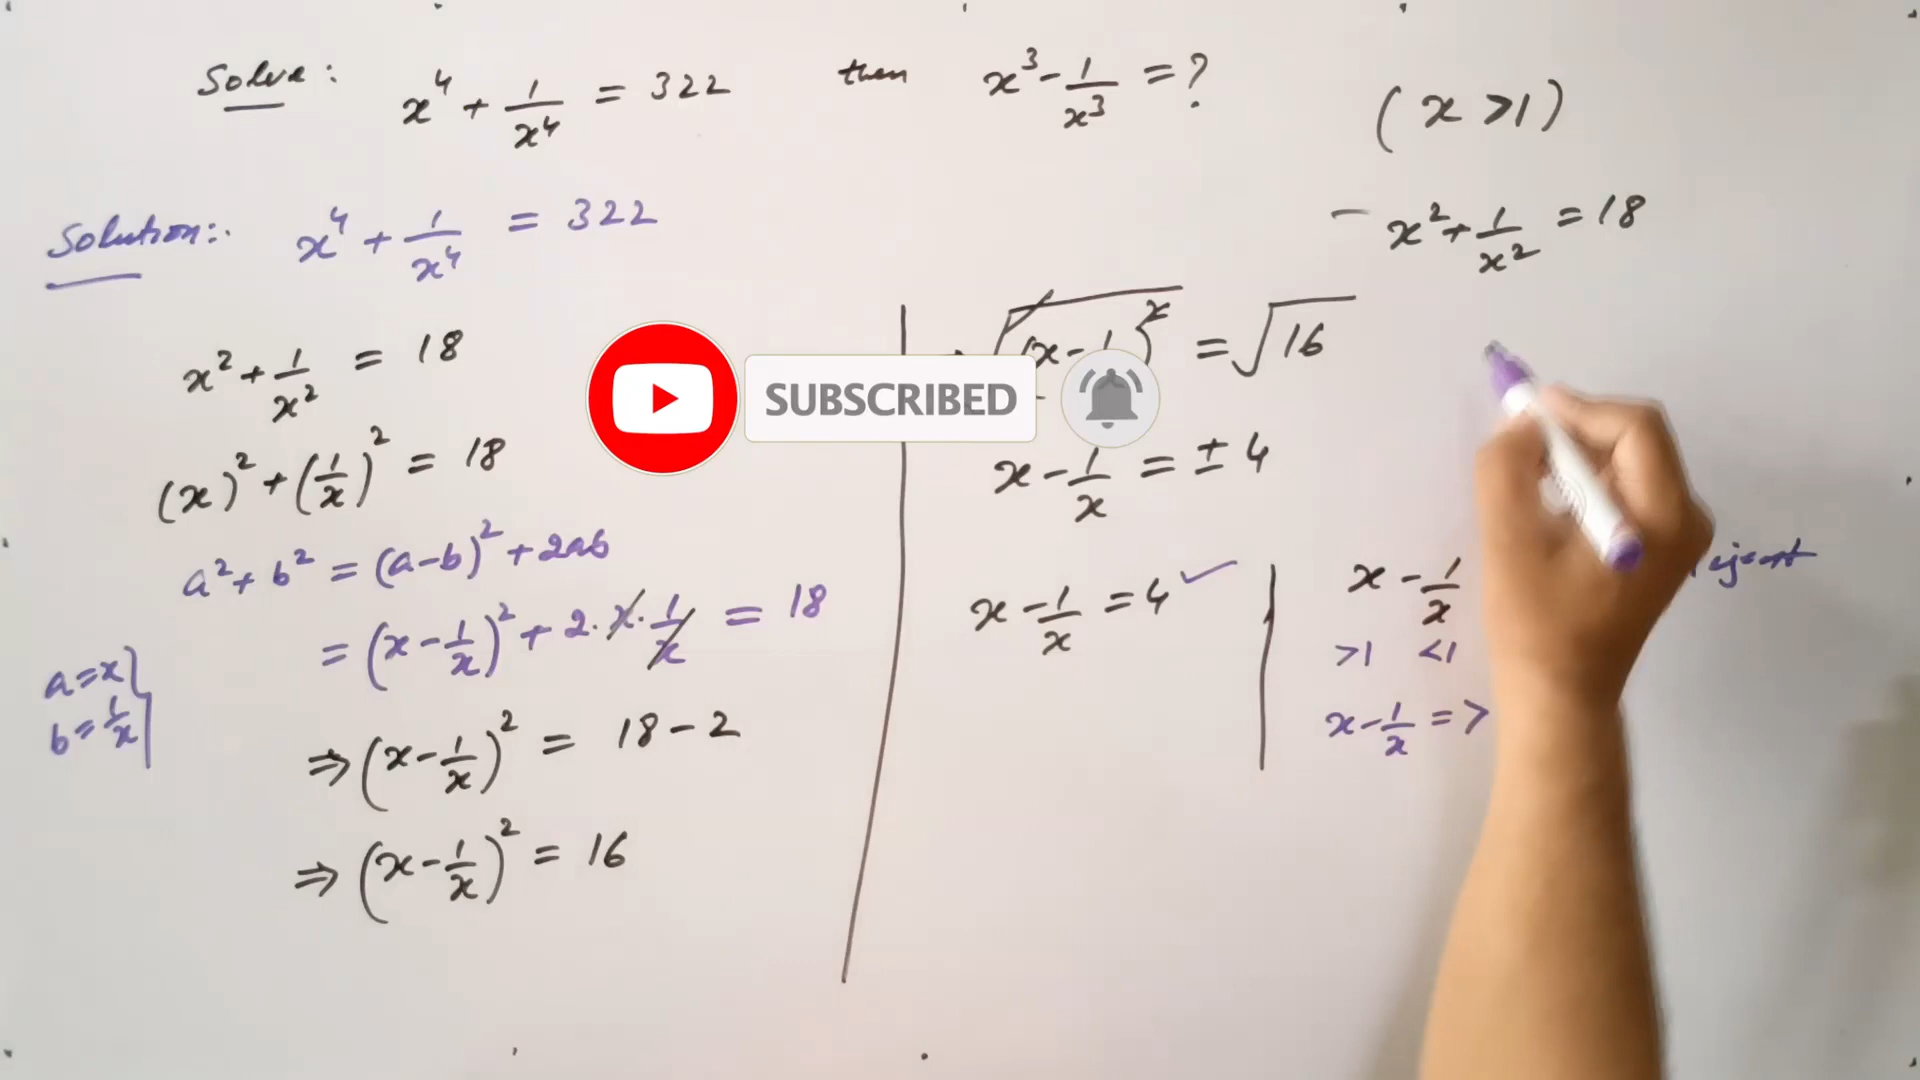 Solve : x⁴ + 1/x⁴ = 322 then x³ - 1/x³ = ? (x >1)
Solution:. x⁴ + 1/x⁴ = 322
x² + 1/x² = 18
(x)² + (1/x)² = 18
a² + b² = (a-b)² + 2ab
= (x - 1/x)² + 2 . x . 1/x = 18
a = x
b = 1/x
⇒ (x - 1/x)² = 18 - 2
⇒ (x - 1/x)² = 16
SUBSCRIBED
x² + 1/x² = 18
√(x - 1/ )² = √16
x - 1/x = ± 4
x - 1/x = 4 ✓
x - 1/x
>1 <1
x - 1/x = >